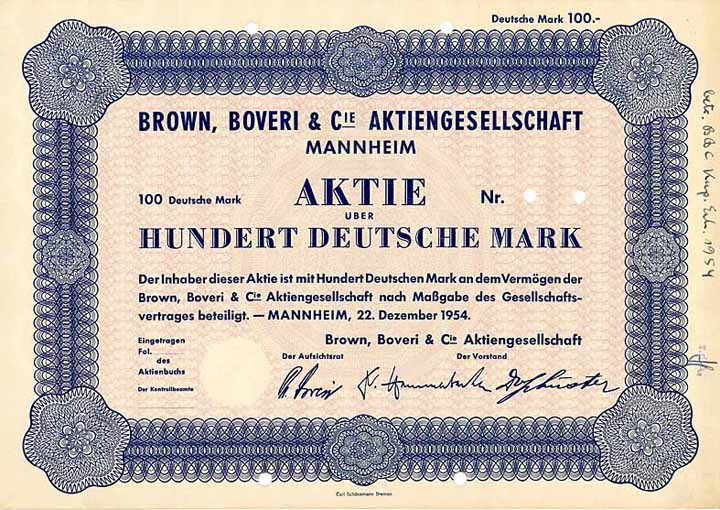 Deutsche Mark 100.-
BROWN, BOVERI & CIE AKTIENGESELLSCHAFT
MANNHEIM
100 Deutsche Mark AKTIE Nr.
ÜBER
HUNDERT DEUTSCHE MARK
Der Inhaber dieser Aktie ist mit Hundert Deutschen Mark an dem Vermögen der
Brown, Boveri & Cie Aktiengesellschaft nach Maßgabe des Gesellschafts-
vertrages beteiligt. — MANNHEIM, 22. Dezember 1954.
Brown, Boveri & Cie Aktiengesellschaft
Eingetragen
Fol.
des
Aktienbuchs
Der Kontrollbeamte
Der Aufsichtsrat Der Vorstand
Carl Schünemann Bremen
BBC
1954